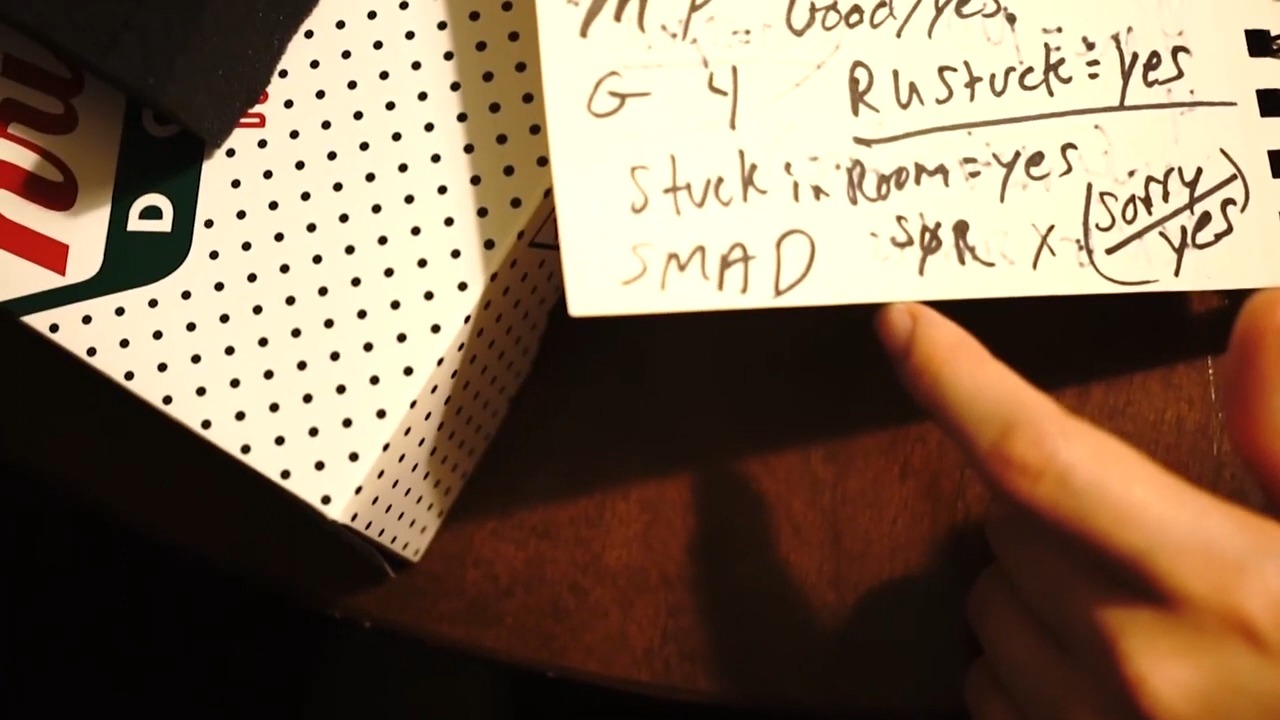 M.P. Good/yes.
G 4 R U Stuck = yes
Stuck in Room = yes
SMAD SØR X (sorry/yes)
D